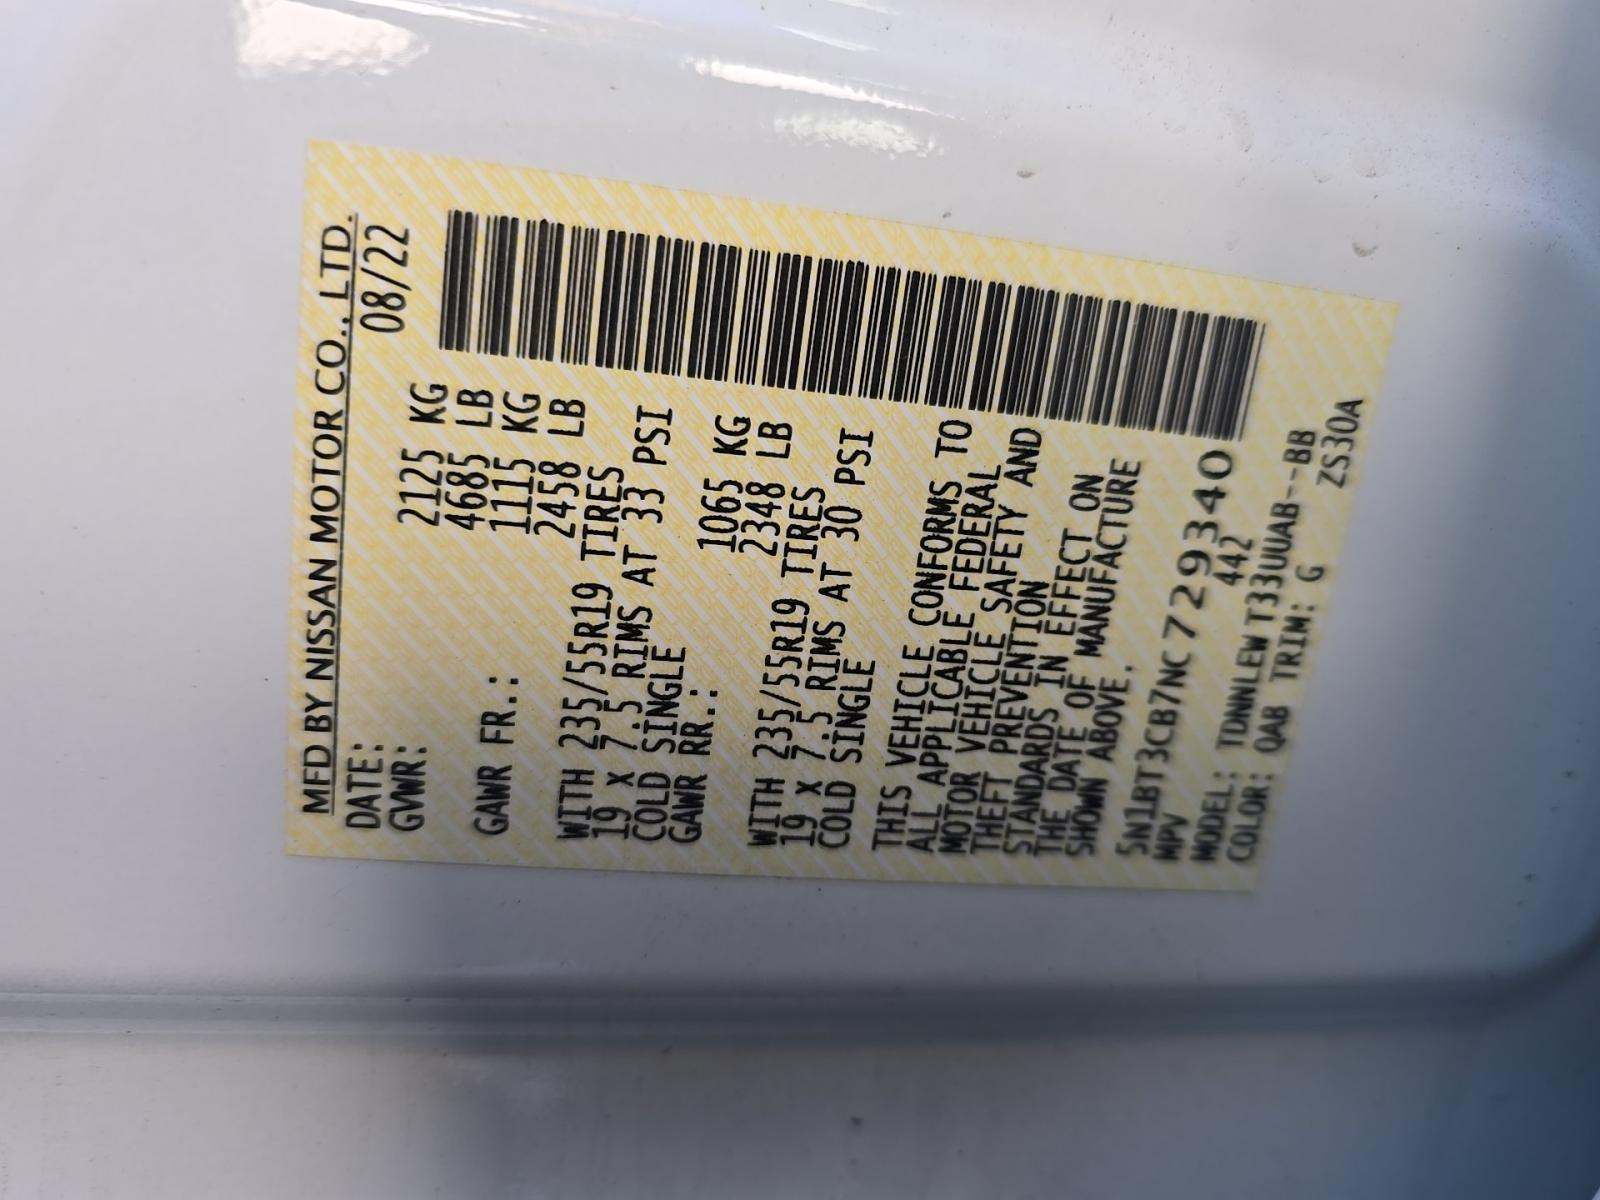 MFD BY NISSAN MOTOR CO., LTD.
DATE: 08/22
GVWR: 2125 KG
4685 LB
GAWR FR.: 1115 KG
2458 LB
WITH 235/55R19 TIRES
19 X 7.5 RIMS AT 33 PSI
COLD SINGLE
GAWR RR.: 1065 KG
2348 LB
WITH 235/55R19 TIRES
19 X 7.5 RIMS AT 30 PSI
COLD SINGLE
THIS VEHICLE CONFORMS TO
ALL APPLICABLE FEDERAL
MOTOR VEHICLE SAFETY AND
THEFT PREVENTION
STANDARDS IN EFFECT ON
THE DATE OF MANUFACTURE
SHOWN ABOVE.
5N1BT3CB7NC729340
MPV 442
MODEL: TDNNLEWT33UUAB--BB
COLOR: QAB TRIM: G ZS30A